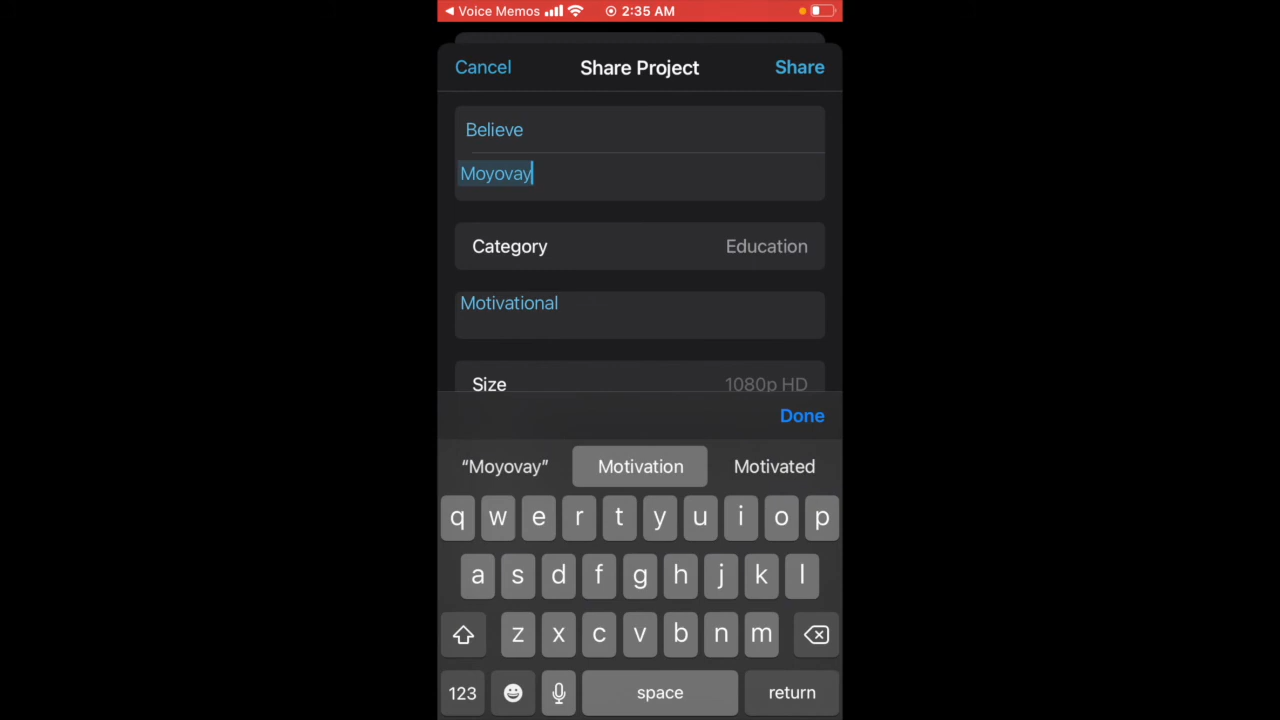 ◀ Voice Memos 2:35 AM
Cancel Share Project Share
Believe
Moyovay
Category Education
Motivational
Size 1080p HD
Done
“Moyovay” Motivation Motivated
q w e r t y u i o p
a s d f g h j k l
z x c v b n m
123 space return